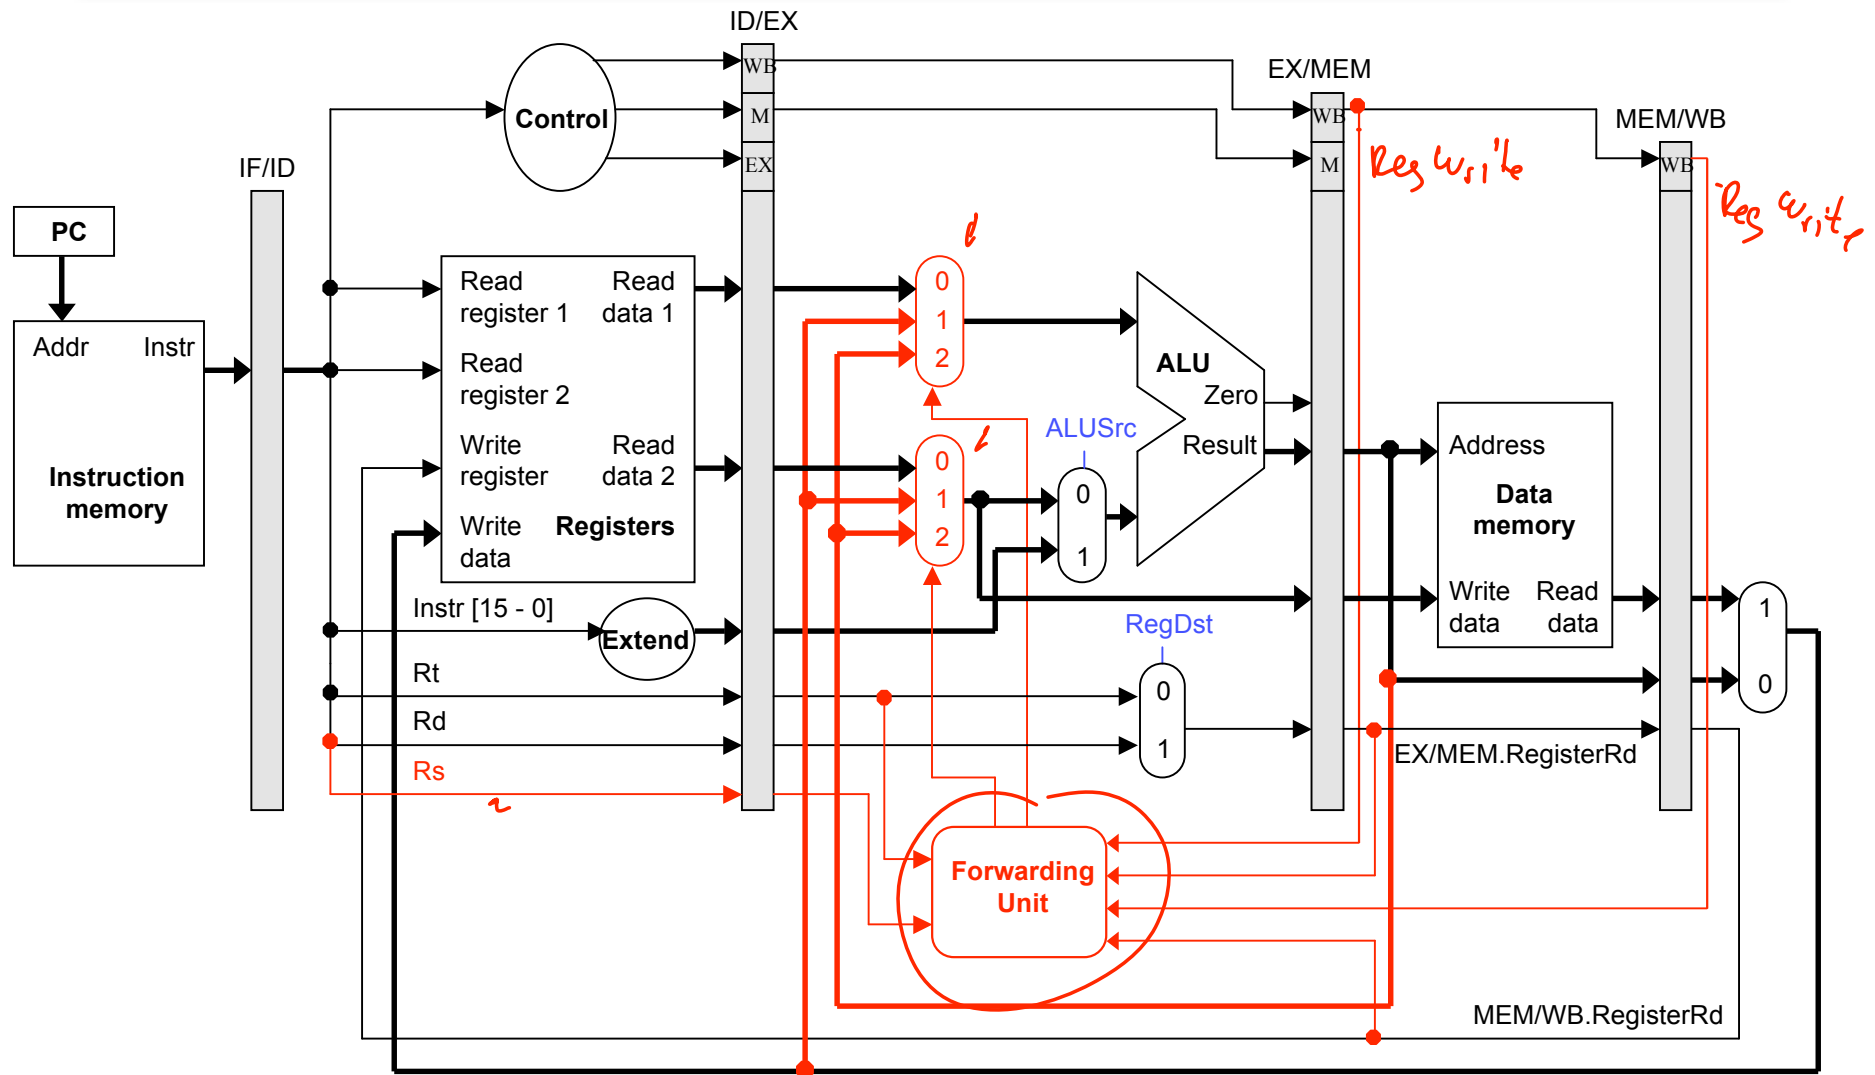 ID/EX
WB
EX/MEM
Control
M
WB
MEM/WB
IF/ID
EX
M
Reg Write
WB
Reg Write
PC
Read register 1
Read data 1
0
1
2
Addr
Instr
Read register 2
ALU
Zero
Result
ALUSrc
Write register
Read data 2
0
1
2
0
1
Address
Data memory
Instruction memory
Write data
Registers
Write data
Read data
1
0
Instr [15 - 0]
Extend
RegDst
Rt
0
Rd
1
Rs
EX/MEM.RegisterRd
Forwarding
Unit
MEM/WB.RegisterRd